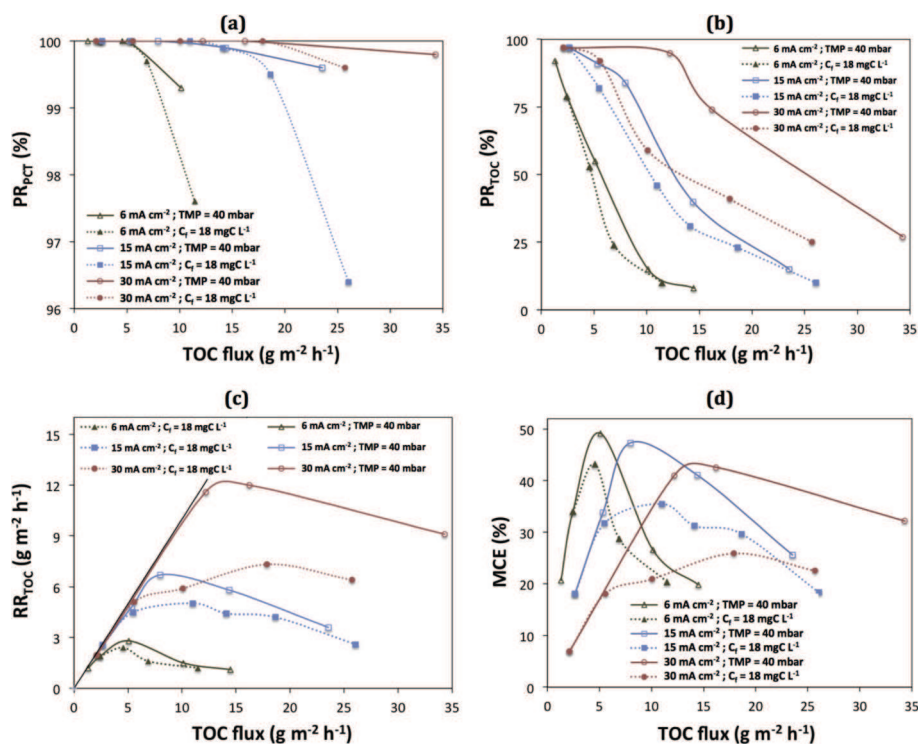 (a)
PR_PCT (%)
100
99
98
97
96
0 5 10 15 20 25 30 35
TOC flux (g m⁻² h⁻¹)
6 mA cm⁻² ; TMP = 40 mbar
6 mA cm⁻² ; C_f = 18 mgC L⁻¹
15 mA cm⁻² ; TMP = 40 mbar
15 mA cm⁻² ; C_f = 18 mgC L⁻¹
30 mA cm⁻² ; TMP = 40 mbar
30 mA cm⁻² ; C_f = 18 mgC L⁻¹
(b)
PR_TOC (%)
100
75
50
25
0
0 5 10 15 20 25 30 35
TOC flux (g m⁻² h⁻¹)
6 mA cm⁻² ; TMP = 40 mbar
6 mA cm⁻² ; C_f = 18 mgC L⁻¹
15 mA cm⁻² ; TMP = 40 mbar
15 mA cm⁻² ; C_f = 18 mgC L⁻¹
30 mA cm⁻² ; TMP = 40 mbar
30 mA cm⁻² ; C_f = 18 mgC L⁻¹
(c)
6 mA cm⁻² ; C_f = 18 mgC L⁻¹ 6 mA cm⁻² ; TMP = 40 mbar
15 mA cm⁻² ; C_f = 18 mgC L⁻¹ 15 mA cm⁻² ; TMP = 40 mbar
30 mA cm⁻² ; C_f = 18 mgC L⁻¹ 30 mA cm⁻² ; TMP = 40 mbar
RR_TOC (g m⁻² h⁻¹)
15
12
9
6
3
0
0 5 10 15 20 25 30 35
TOC flux (g m⁻² h⁻¹)
(d)
MCE (%)
50
40
30
20
10
0
0 5 10 15 20 25 30 35
TOC flux (g m⁻² h⁻¹)
6 mA cm⁻² ; TMP = 40 mbar
6 mA cm⁻² ; C_f = 18 mgC L⁻¹
15 mA cm⁻² ; TMP = 40 mbar
15 mA cm⁻² ; C_f = 18 mgC L⁻¹
30 mA cm⁻² ; TMP = 40 mbar
30 mA cm⁻² ; C_f = 18 mgC L⁻¹